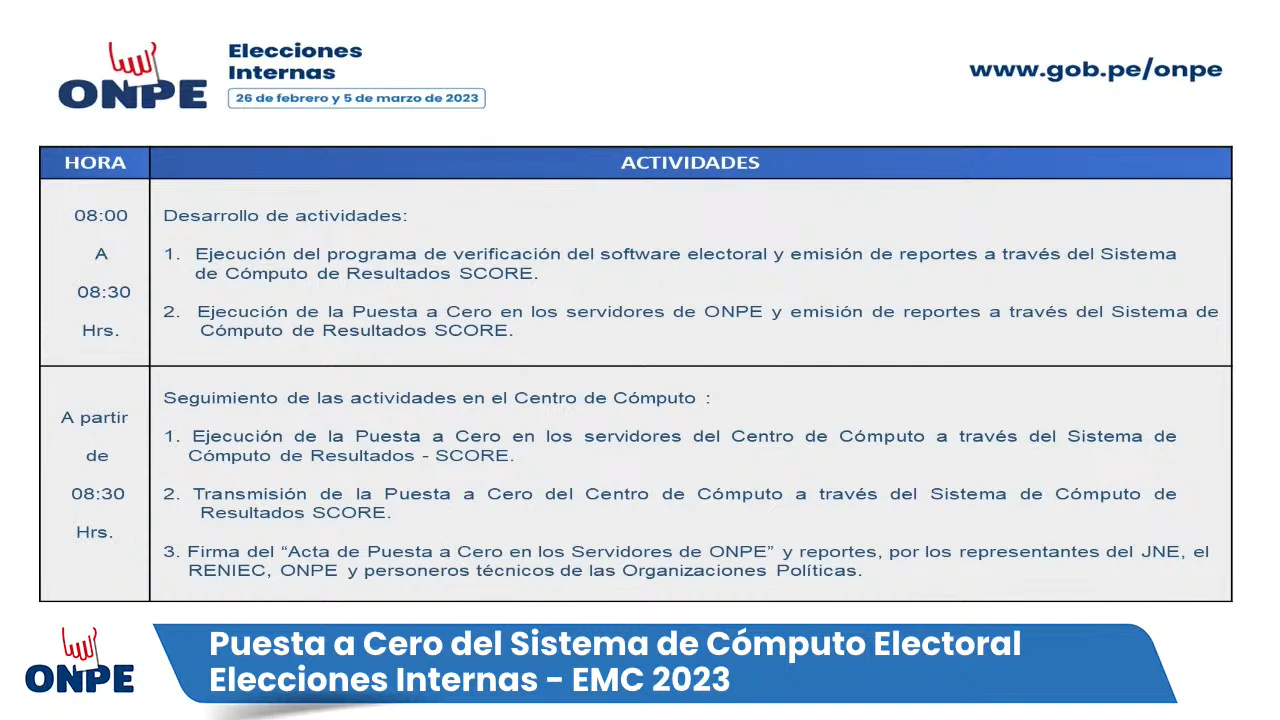 ONPE
Elecciones
Internas
26 de febrero y 5 de marzo de 2023
www.gob.pe/onpe
HORA
ACTIVIDADES
08:00
A
08:30
Hrs.
Desarrollo de actividades:
1. Ejecución del programa de verificación del software electoral y emisión de reportes a través del Sistema
de Cómputo de Resultados SCORE.
2. Ejecución de la Puesta a Cero en los servidores de ONPE y emisión de reportes a través del Sistema de
Cómputo de Resultados SCORE.
A partir
de
08:30
Hrs.
Seguimiento de las actividades en el Centro de Cómputo :
1. Ejecución de la Puesta a Cero en los servidores del Centro de Cómputo a través del Sistema de
Cómputo de Resultados - SCORE.
2. Transmisión de la Puesta a Cero del Centro de Cómputo a través del Sistema de Cómputo de
Resultados SCORE.
3. Firma del “Acta de Puesta a Cero en los Servidores de ONPE” y reportes, por los representantes del JNE, el
RENIEC, ONPE y personeros técnicos de las Organizaciones Políticas.
ONPE
Puesta a Cero del Sistema de Cómputo Electoral
Elecciones Internas - EMC 2023